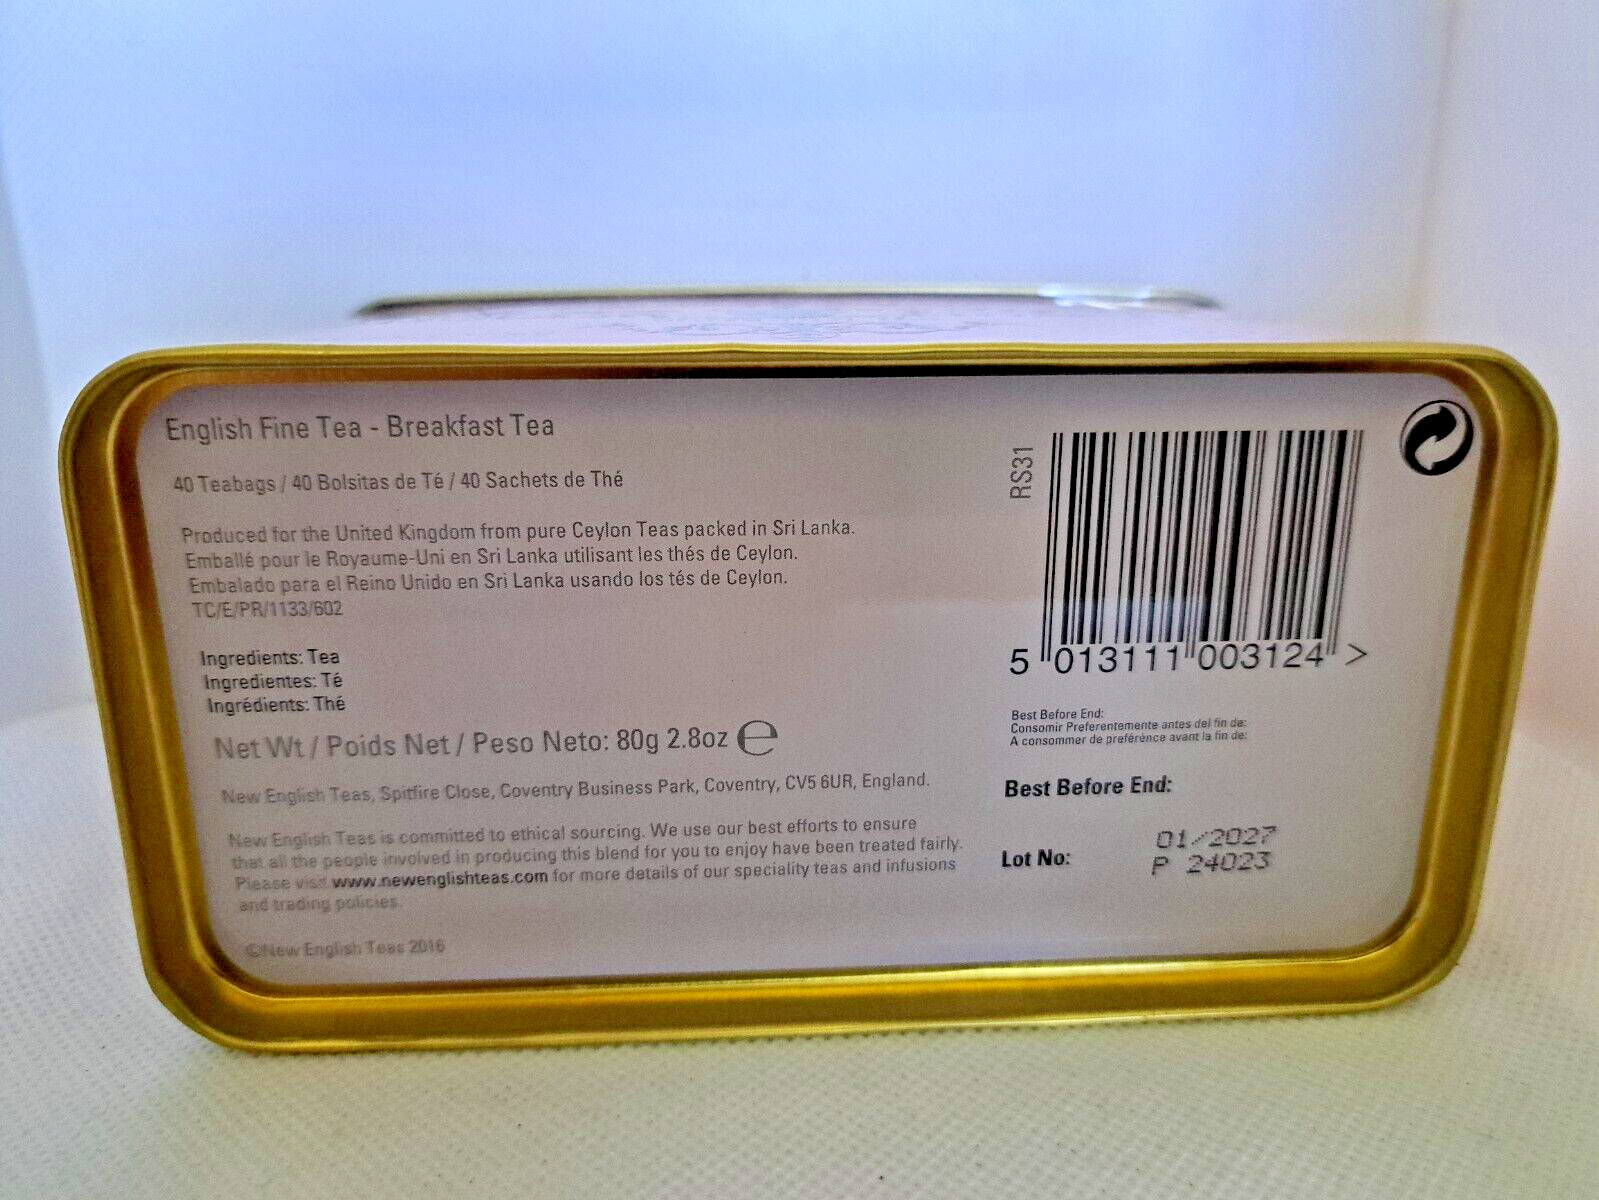 English Fine Tea - Breakfast Tea
40 Teabags / 40 Bolsitas de Té / 40 Sachets de Thé
Produced for the United Kingdom from pure Ceylon Teas packed in Sri Lanka.
Emballé pour le Royaume-Uni en Sri Lanka utilisant les thés de Ceylon.
Embalado para el Reino Unido en Sri Lanka usando los tés de Ceylon.
TC/E/PR/1133/602
Ingredients: Tea
Ingredientes: Té
Ingrédients: Thé
Net Wt / Poids Net / Peso Neto: 80g 2.8oz ℮
New English Teas, Spitfire Close, Coventry Business Park, Coventry, CV5 6UR, England.
New English Teas is committed to ethical sourcing. We use our best efforts to ensure
that all the people involved in producing this blend for you to enjoy have been treated fairly.
Please visit www.newenglishteas.com for more details of our speciality teas and infusions
and trading policies.
©New English Teas 2016
RS31
5 013111 003124 >
Best Before End:
Consomir Preferentemente antes del fin de:
A consommer de preférence avant la fin de:
Best Before End:
01/2027
Lot No:
P 24023